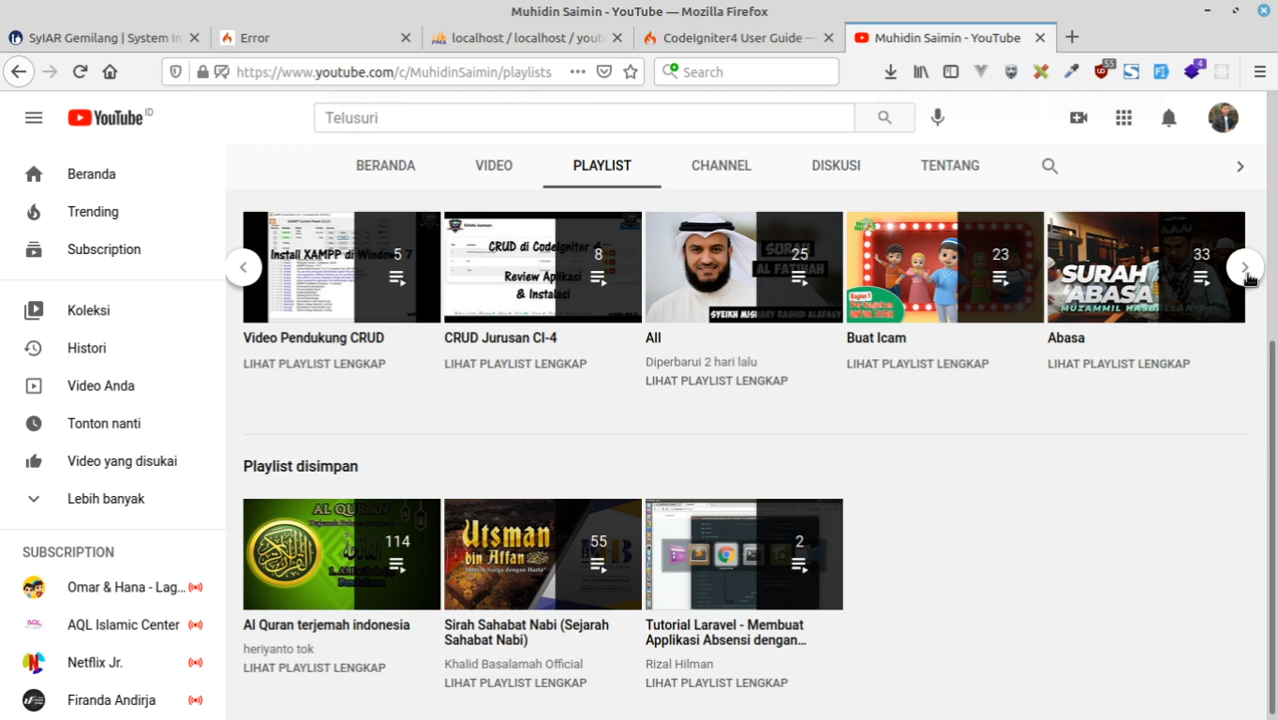 Muhidin Saimin - YouTube — Mozilla Firefox
SyIAR Gemilang | System In
Error
localhost / localhost / yout
CodeIgniter4 User Guide —
Muhidin Saimin - YouTube
https://www.youtube.com/c/MuhidinSaimin/playlists
Search
55
4
YouTube ID
Telusuri
BERANDA
VIDEO
PLAYLIST
CHANNEL
DISKUSI
TENTANG
Beranda
Trending
Subscription
Koleksi
Histori
Video Anda
Tonton nanti
Video yang disukai
Lebih banyak
SUBSCRIPTION
Omar & Hana - Lag...
AQL Islamic Center
Netflix Jr.
Firanda Andirja
Install XAMPP di Windows 7
5
Video Pendukung CRUD
LIHAT PLAYLIST LENGKAP
CRUD di Codeigniter 4
Review Aplikasi
& Instalasi
8
CRUD Jurusan CI-4
LIHAT PLAYLIST LENGKAP
SURAH
AL FATIHAH
25
All
Diperbarui 2 hari lalu
LIHAT PLAYLIST LENGKAP
23
Buat Icam
LIHAT PLAYLIST LENGKAP
SURAH
'ABASA
33
Abasa
LIHAT PLAYLIST LENGKAP
Playlist disimpan
AL QUR'AN
114
Al Quran terjemah indonesia
heriyanto tok
LIHAT PLAYLIST LENGKAP
Utsman
bin Affan
55
Sirah Sahabat Nabi (Sejarah
Sahabat Nabi)
Khalid Basalamah Official
LIHAT PLAYLIST LENGKAP
2
Tutorial Laravel - Membuat
Applikasi Absensi dengan...
Rizal Hilman
LIHAT PLAYLIST LENGKAP